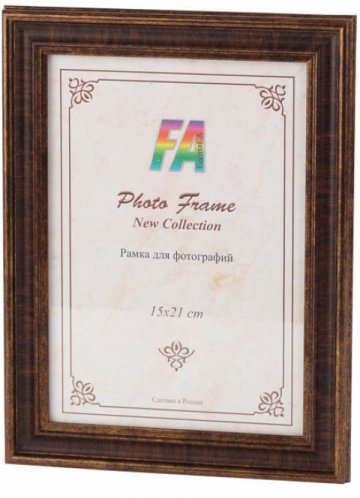 FA
Photo Frame
New Collection
Рамка для фотографий
15x21 cm
Сделано в России